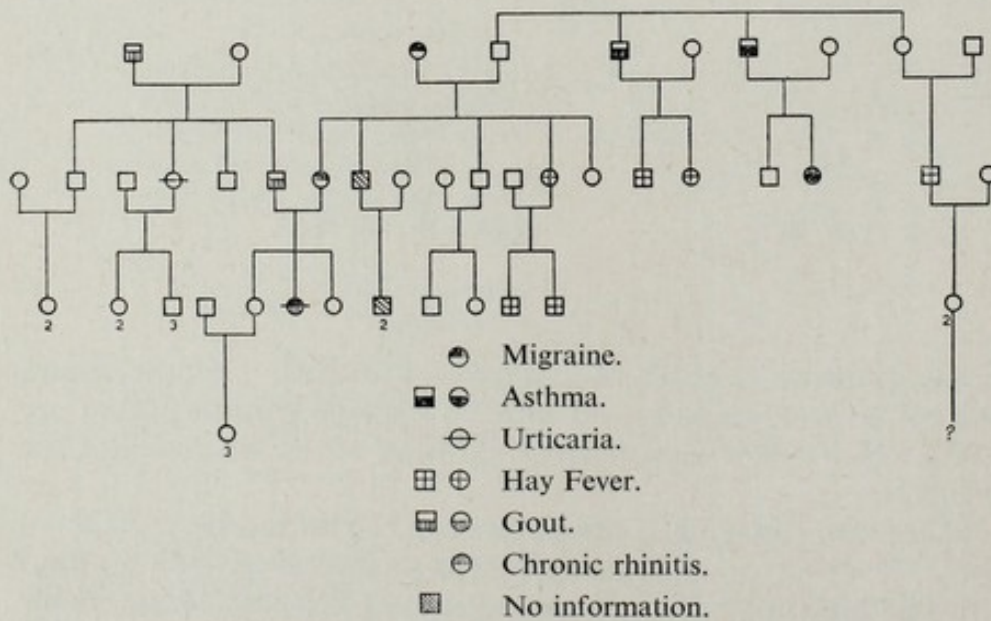 2 2 3 2 2
3 ?
Migraine.
Asthma.
Urticaria.
Hay Fever.
Gout.
Chronic rhinitis.
No information.